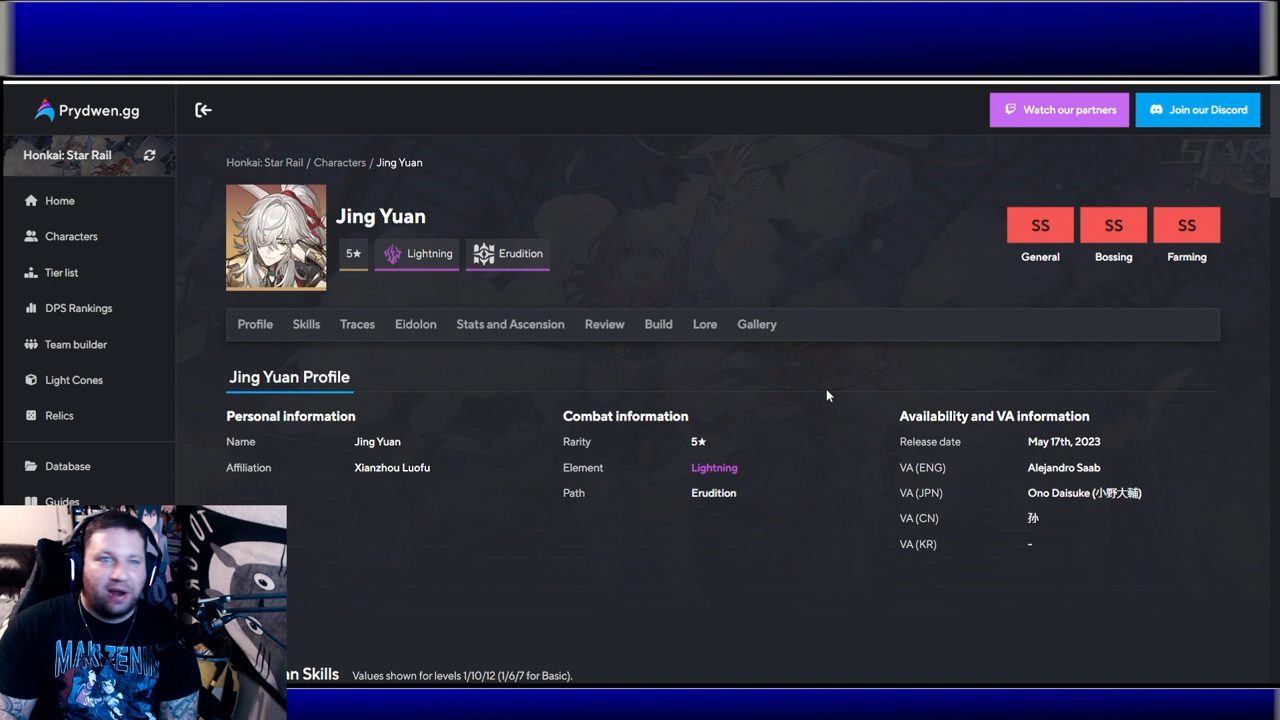 Prydwen.gg
Watch our partners
Join our Discord
Honkai: Star Rail
STAR
Honkai: Star Rail / Characters / Jing Yuan
Home
Characters
Tier list
DPS Rankings
Team builder
Light Cones
Relics
Database
Guides
Jing Yuan
5★
Lightning
Erudition
SS
SS
SS
General
Bossing
Farming
Profile
Skills
Traces
Eidolon
Stats and Ascension
Review
Build
Lore
Gallery
Jing Yuan Profile
Personal information
Name Jing Yuan
Affiliation Xianzhou Luofu
Combat information
Rarity 5★
Element Lightning
Path Erudition
Availability and VA information
Release date May 17th, 2023
VA (ENG) Alejandro Saab
VA (JPN) Ono Daisuke (小野大輔)
VA (CN) 孙
VA (KR) -
an Skills Values shown for levels 1/10/12 (1/6/7 for Basic).